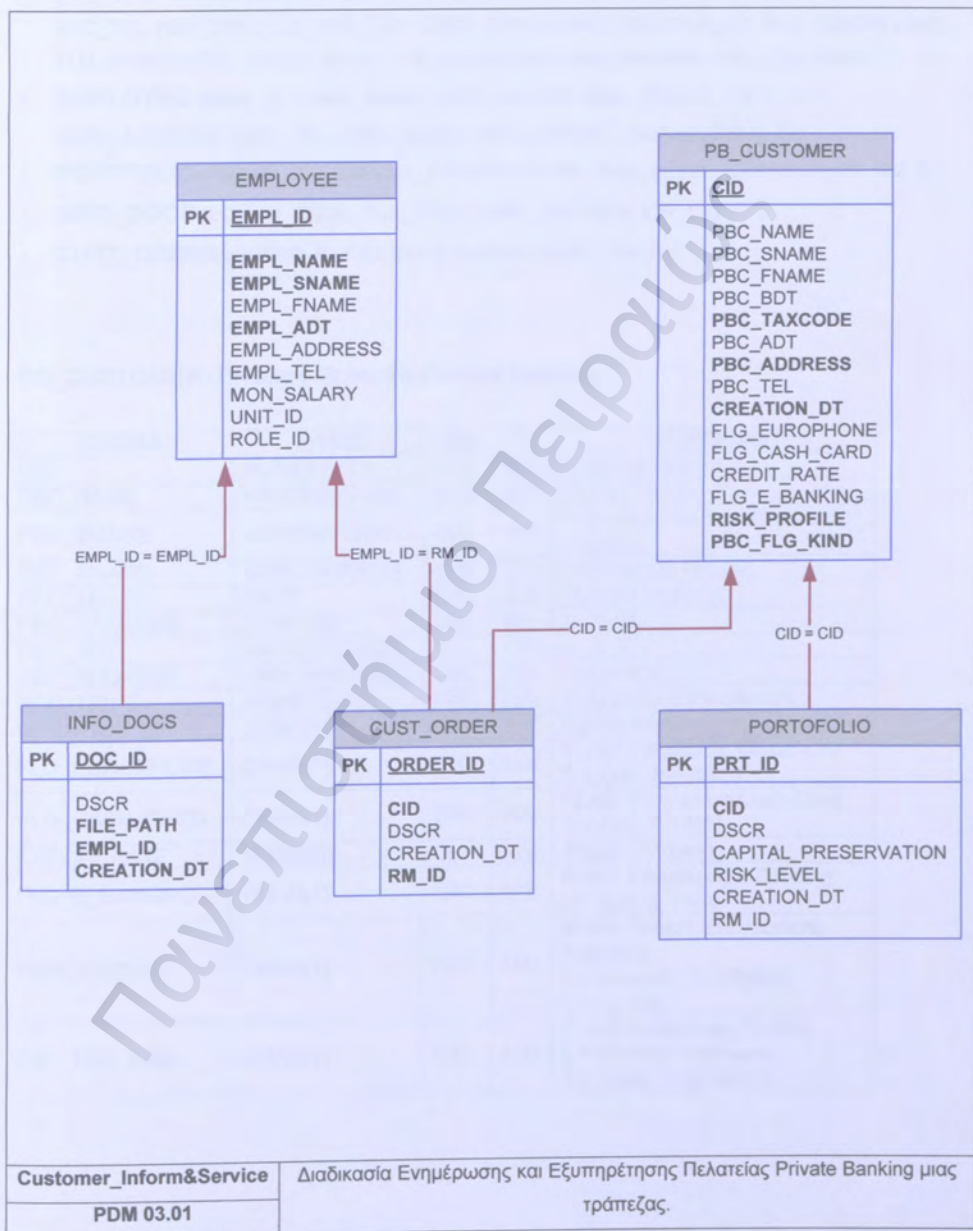 EMPLOYEE
PK EMPL_ID
EMPL_NAME
EMPL_SNAME
EMPL_FNAME
EMPL_ADT
EMPL_ADDRESS
EMPL_TEL
MON_SALARY
UNIT_ID
ROLE_ID
PB_CUSTOMER
PK CID
PBC_NAME
PBC_SNAME
PBC_FNAME
PBC_BDT
PBC_TAXCODE
PBC_ADT
PBC_ADDRESS
PBC_TEL
CREATION_DT
FLG_EUROPHONE
FLG_CASH_CARD
CREDIT_RATE
FLG_E_BANKING
RISK_PROFILE
PBC_FLG_KIND
EMPL_ID = EMPL_ID
EMPL_ID = RM_ID
CID = CID
CID = CID
INFO_DOCS
PK DOC_ID
DSCR
FILE_PATH
EMPL_ID
CREATION_DT
CUST_ORDER
PK ORDER_ID
CID
DSCR
CREATION_DT
RM_ID
PORTOFOLIO
PK PRT_ID
CID
DSCR
CAPITAL_PRESERVATION
RISK_LEVEL
CREATION_DT
RM_ID
Πανεπιστήμιο Πειραιώς
Customer_Inform&Service
PDM 03.01
Διαδικασία Ενημέρωσης και Εξυπηρέτησης Πελατείας Private Banking μιας
τράπεζας.